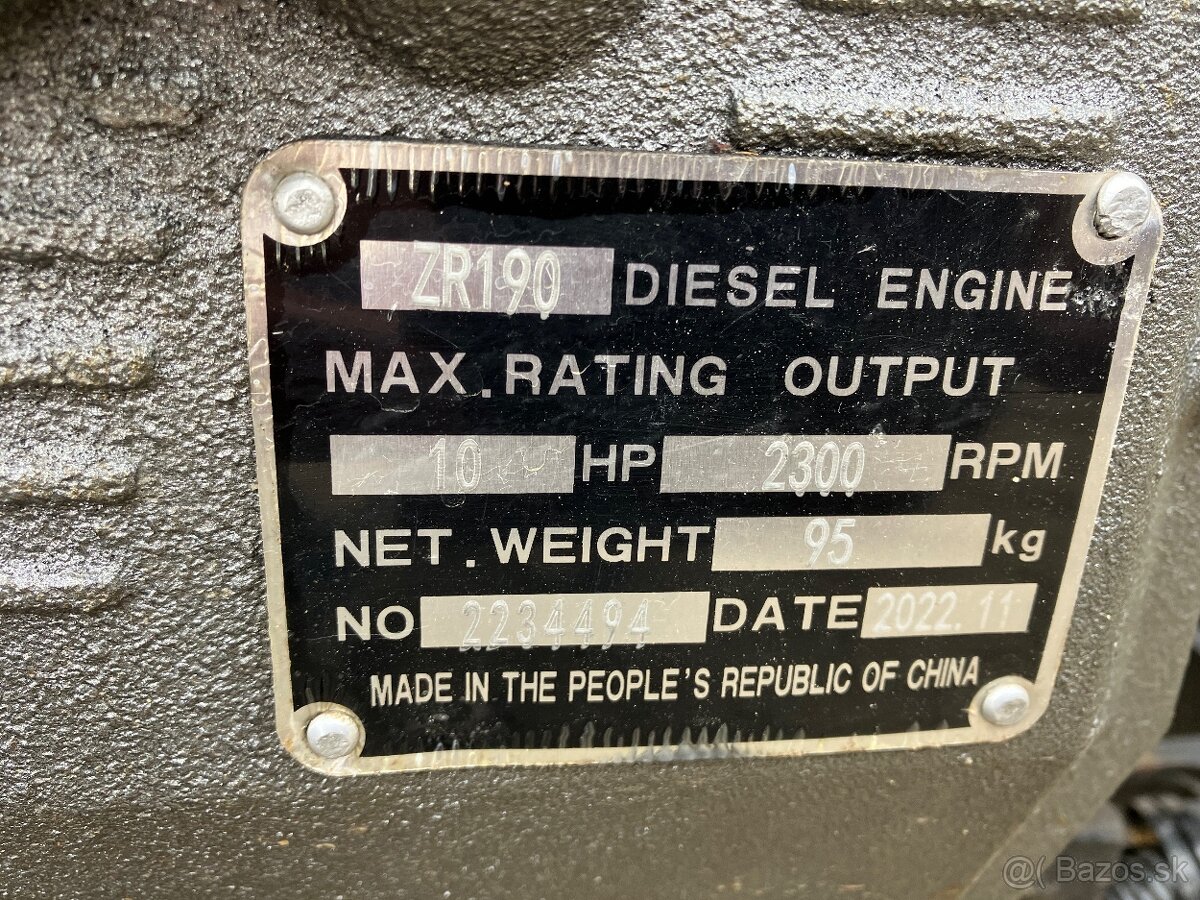 ZR190 DIESEL ENGINE
MAX.RATING OUTPUT
10 HP 2300 RPM
NET.WEIGHT 95 kg
NO 2234494 DATE 2022.11
MADE IN THE PEOPLE'S REPUBLIC OF CHINA
@( Bazos.sk